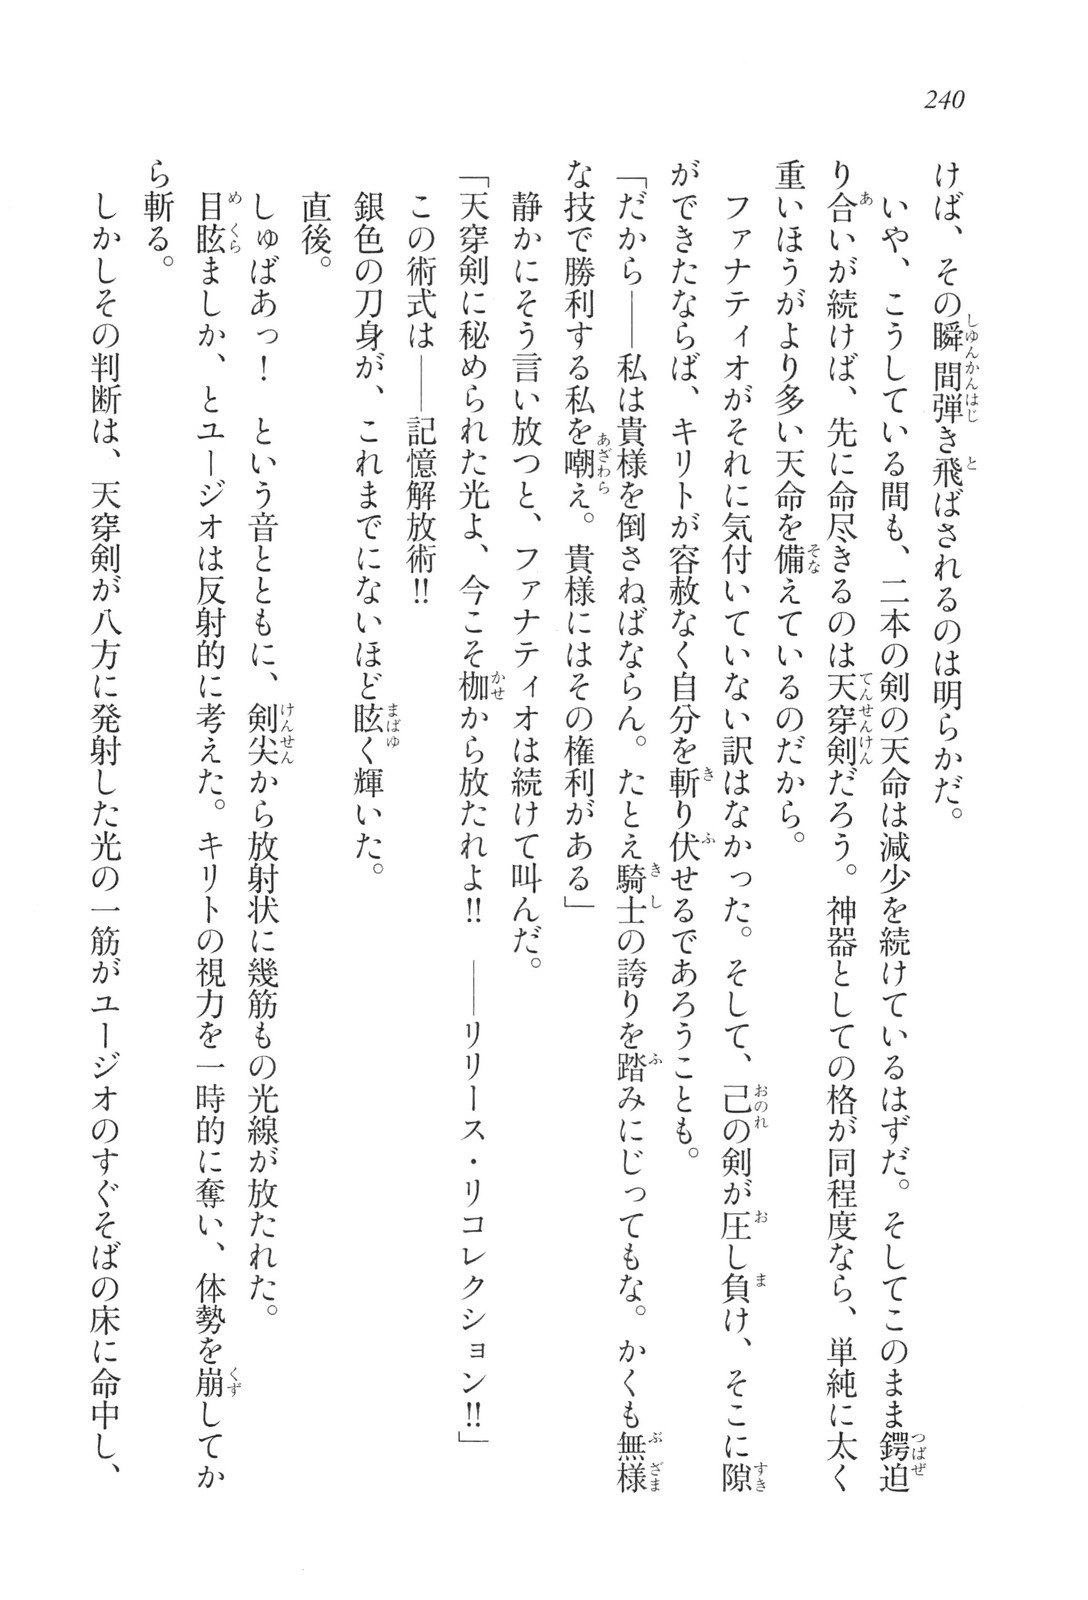 240
けば、その瞬間弾き飛ばされるのは明らかだ。
いや、こうしている間も、二本の剣の天命は減少を続けているはずだ。そしてこのまま鍔迫
り合いが続けば、先に命尽きるのは天穿剣だろう。神器としての格が同程度なら、単純に太く
重いほうがより多い天命を備えているのだから。
ファナティオがそれに気付いていない訳はなかった。そして、己の剣が圧し負け、そこに隙
ができたならば、キリトが容赦なく自分を斬り伏せるであろうことも。
「だから――私は貴様を倒さねばならん。たとえ騎士の誇りを踏みにじってもな。かくも無様
な技で勝利する私を嘲え。貴様にはその権利がある」
静かにそう言い放つと、ファナティオは続けて叫んだ。
「天穿剣に秘められた光よ、今こそ枷から放たれよ!!　――リリース・リコレクション!!」
この術式は――記憶解放術!!
銀色の刀身が、これまでにないほど眩く輝いた。
直後。
しゅばあっ！　という音とともに、剣尖から放射状に幾筋もの光線が放たれた。
目眩ましか、とユージオは反射的に考えた。キリトの視力を一時的に奪い、体勢を崩してか
ら斬る。
しかしその判断は、天穿剣が八方に発射した光の一筋がユージオのすぐそばの床に命中し、